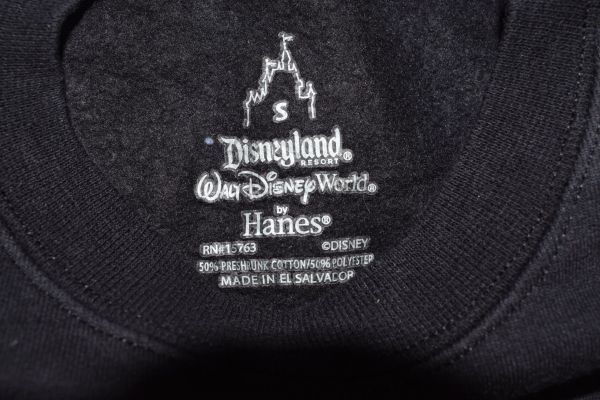 S
Disneyland
RESORT®
WALT DISNEY World®
by
Hanes®
RN#15763 ©DISNEY
50% PRESHRUNK COTTON/50% POLYESTER
MADE IN EL SALVADOR